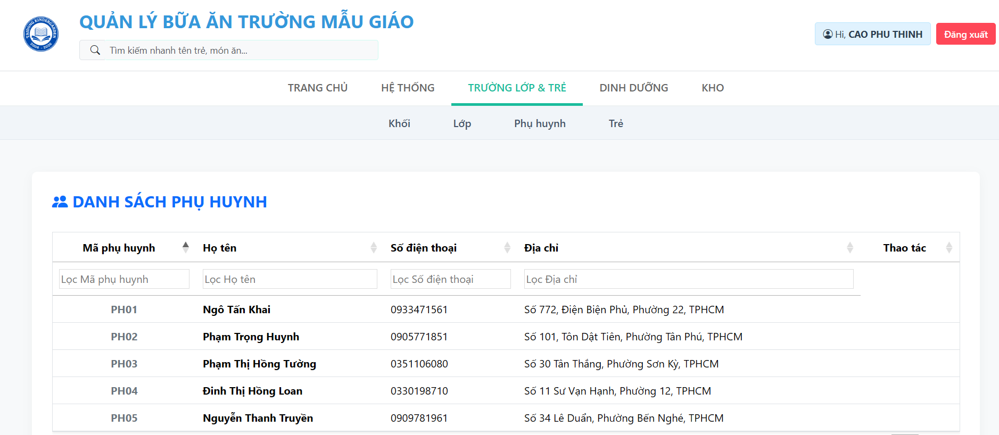 TAIDONG KINDERGARDEN
2006 - 2026
QUẢN LÝ BỮA ĂN TRƯỜNG MẪU GIÁO
Tìm kiếm nhanh tên trẻ, món ăn...
Hi, CAO PHU THINH
Đăng xuất
TRANG CHỦ HỆ THỐNG TRƯỜNG LỚP & TRẺ DINH DƯỠNG KHO
Khối Lớp Phụ huynh Trẻ
DANH SÁCH PHỤ HUYNH
Mã phụ huynh Họ tên Số điện thoại Địa chỉ Thao tác
Lọc Mã phụ huynh Lọc Họ tên Lọc Số điện thoại Lọc Địa chỉ
PH01 Ngô Tấn Khai 0933471561 Số 772, Điện Biện Phủ, Phường 22, TPHCM
PH02 Phạm Trọng Huynh 0905771851 Số 101, Tôn Dật Tiên, Phường Tân Phú, TPHCM
PH03 Phạm Thị Hồng Tường 0351106080 Số 30 Tân Thắng, Phường Sơn Kỳ, TPHCM
PH04 Đinh Thị Hồng Loan 0330198710 Số 11 Sư Vạn Hạnh, Phường 12, TPHCM
PH05 Nguyễn Thanh Truyền 0909781961 Số 34 Lê Duẩn, Phường Bến Nghé, TPHCM